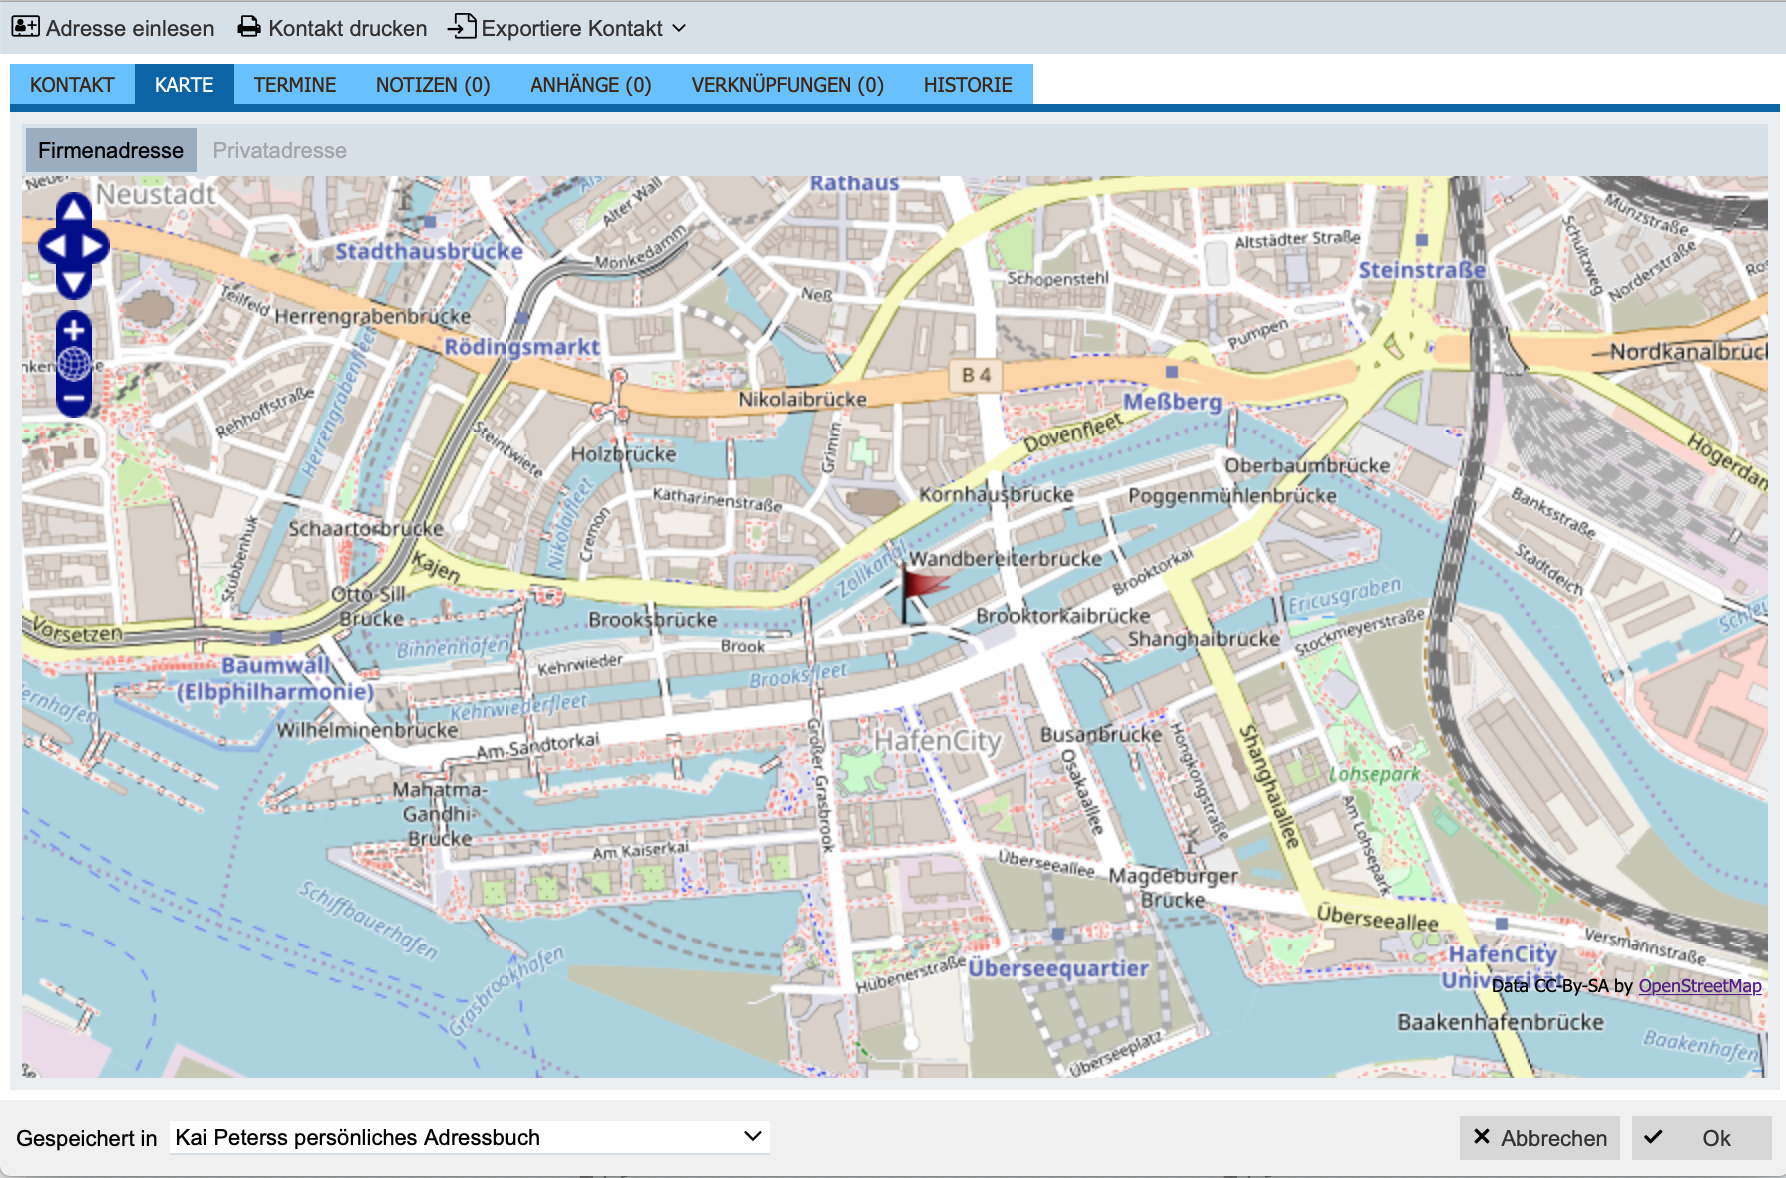 Adresse einlesen Kontakt drucken Exportiere Kontakt
KONTAKT KARTE TERMINE NOTIZEN (0) ANHÄNGE (0) VERKNÜPFUNGEN (0) HISTORIE
Firmenadresse Privatadresse
Neustadt
Rathaus
Alter Wall
Münzstraße
Stadthausbrücke
Mönkedamm
Altstädter Straße
Schultzweg
Norderstraße
Steinstraße
Schopenstehl
Neß
Teilfeld
Herrengrabenbrücke
Pumpen
Rödingsmarkt
Nordkanalbrücl
B 4
Nikolaibrücke
Meßberg
Rehhoffstraße
Herrengrabenfleet
Steintwiete
Dovenfleet
Grimm
Högerdan
Holzbrücke
Oberbaumbrücke
Kornhausbrücke
Poggenmühlenbrücke
Katharinenstraße
Nikolaifleet
Cremon
Banksstraße
Schaartorbrücke
Stubbenhuk
Kajen
Zollkanal
Wandbereiterbrücke
Brooktorkai
Stadtdeich
Otto-Sill-
Brücke
Ericusgraben
Brooksbrücke
Brooktorkaibrücke
Shanghaibrücke
Stockmeyerstraße
Vorsetzen
Binnenhafen
Brook
Kehrwieder
Baumwall
(Elbphilharmonie)
Brooksfleet
Kehrwiederfleet
Wilhelminenbrücke
Am-Sandtorkai
HafenCity
Busanbrücke
Großer Grasbrook
Osakaallee
Hongkongstraße
Shanghaiallee
Lohsepark
Am Lohsepark
Mahatma-
Gandhi-
Brücke
Am Kaiserkai
Überseeallee
Magdeburger
Brücke
Schiffbauerhafen
Überseeallee
Versmannstraße
HafenCity
Universität
Grasbrookhafen
Hübenerstraße
Überseequartier
Data CC-By-SA by OpenStreetMap
Baakenhafenbrücke
Baakenhafen
Überseeplatz
Gespeichert in Kai Peterss persönliches Adressbuch
Abbrechen Ok